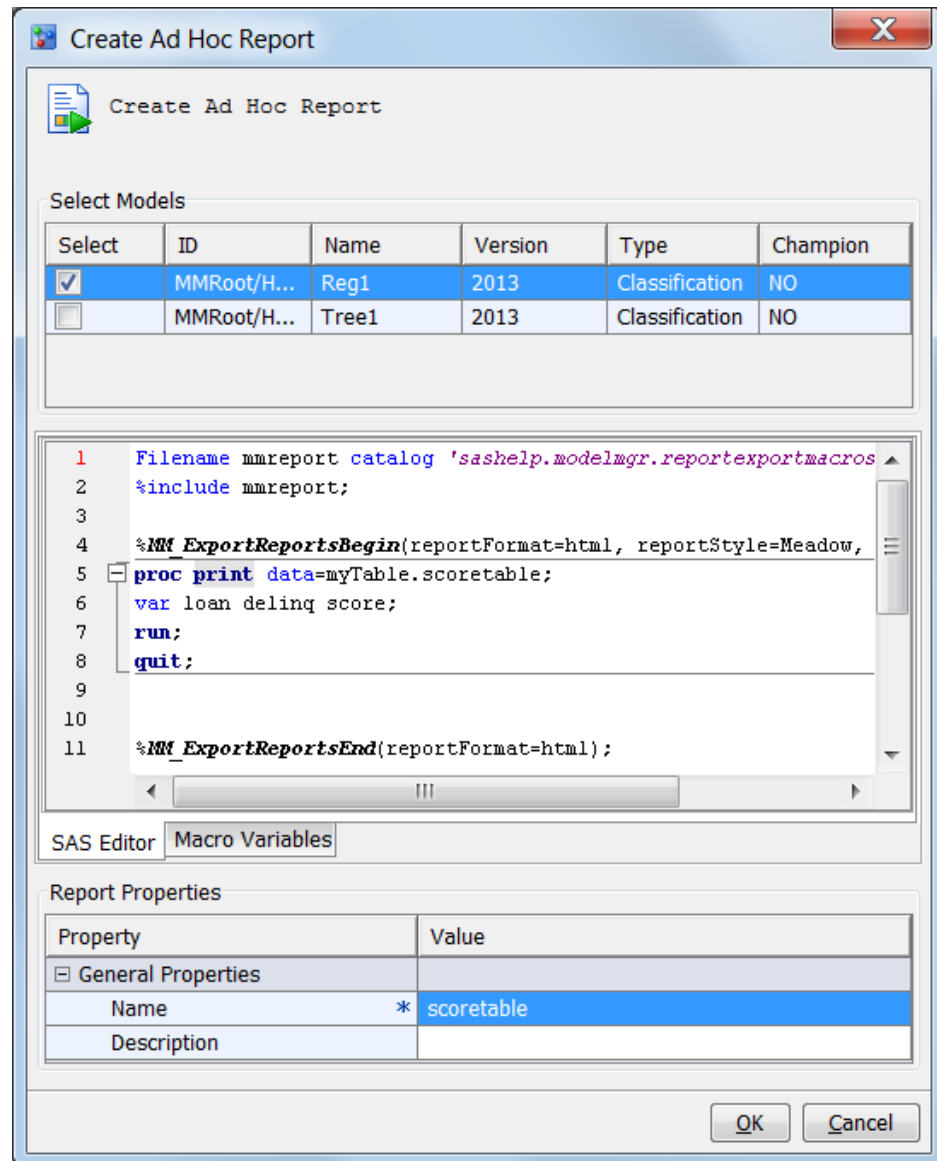 Create Ad Hoc Report
Create Ad Hoc Report
Select Models
Select ID Name Version Type Champion
MMRoot/H... Reg1 2013 Classification NO
MMRoot/H... Tree1 2013 Classification NO
1 Filename mmreport catalog 'sashelp.modelmgr.reportexportmacros
2 %include mmreport;
3
4 %MM_ExportReportsBegin(reportFormat=html, reportStyle=Meadow,
5 proc print data=myTable.scoretable;
6 var loan delinq score;
7 run;
8 quit;
9
10
11 %MM_ExportReportsEnd(reportFormat=html);
SAS Editor Macro Variables
Report Properties
Property Value
General Properties
Name * scoretable
Description
OK Cancel